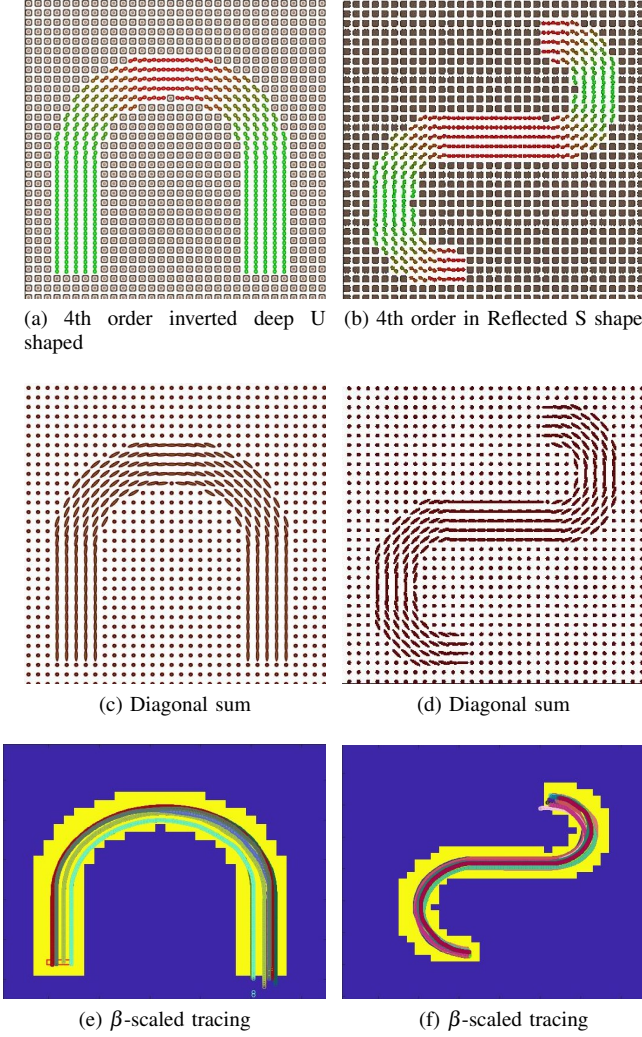 (a) 4th order inverted deep U
shaped
(b) 4th order in Reflected S shape
(c) Diagonal sum
(d) Diagonal sum
(e) β-scaled tracing
(f) β-scaled tracing